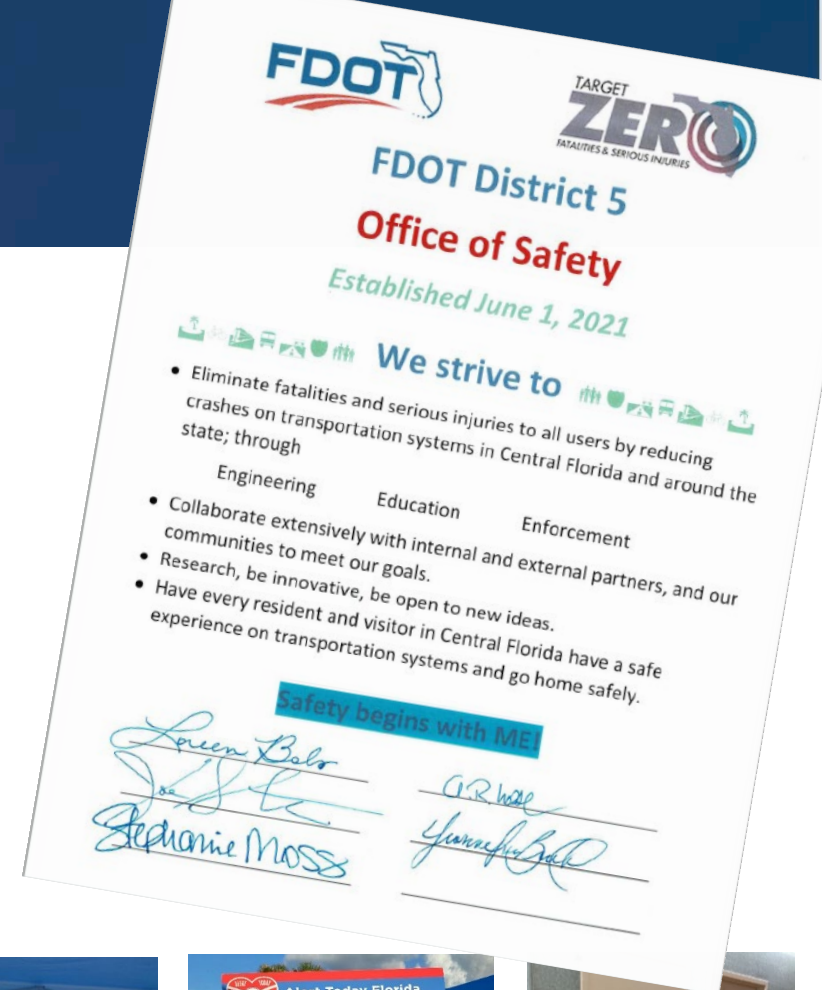 FDOT
TARGET
ZERO
FATALITIES & SERIOUS INJURIES
FDOT District 5
Office of Safety
Established June 1, 2021
We strive to
• Eliminate fatalities and serious injuries to all users by reducing
crashes on transportation systems in Central Florida and around the
state; through
Engineering Education Enforcement
• Collaborate extensively with internal and external partners, and our
communities to meet our goals.
• Research, be innovative, be open to new ideas.
• Have every resident and visitor in Central Florida have a safe
experience on transportation systems and go home safely.
Safety begins with ME!
Loreen Bobo
Joe
Stephanie Moss
Alert Today Florida